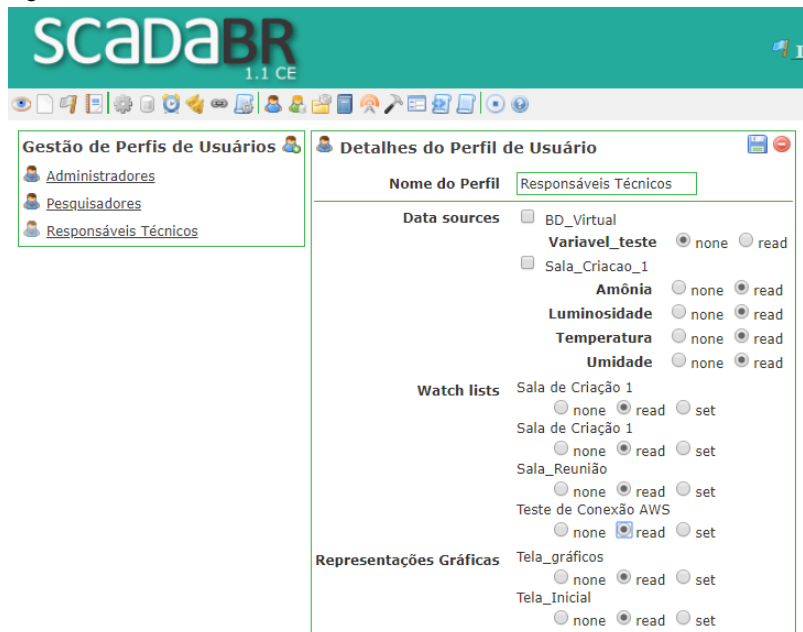 scadaBR
1.1 CE
Gestão de Perfis de Usuários
Administradores
Pesquisadores
Responsáveis Técnicos
Detalhes do Perfil de Usuário
Nome do Perfil Responsáveis Técnicos
Data sources BD_Virtual
Variavel_teste none read
Sala_Criacao_1
Amônia none read
Luminosidade none read
Temperatura none read
Umidade none read
Watch lists Sala de Criação 1
none read set
Sala de Criação 1
none read set
Sala_Reunião
none read set
Teste de Conexão AWS
none read set
Representações Gráficas Tela_gráficos
none read set
Tela_Inicial
none read set